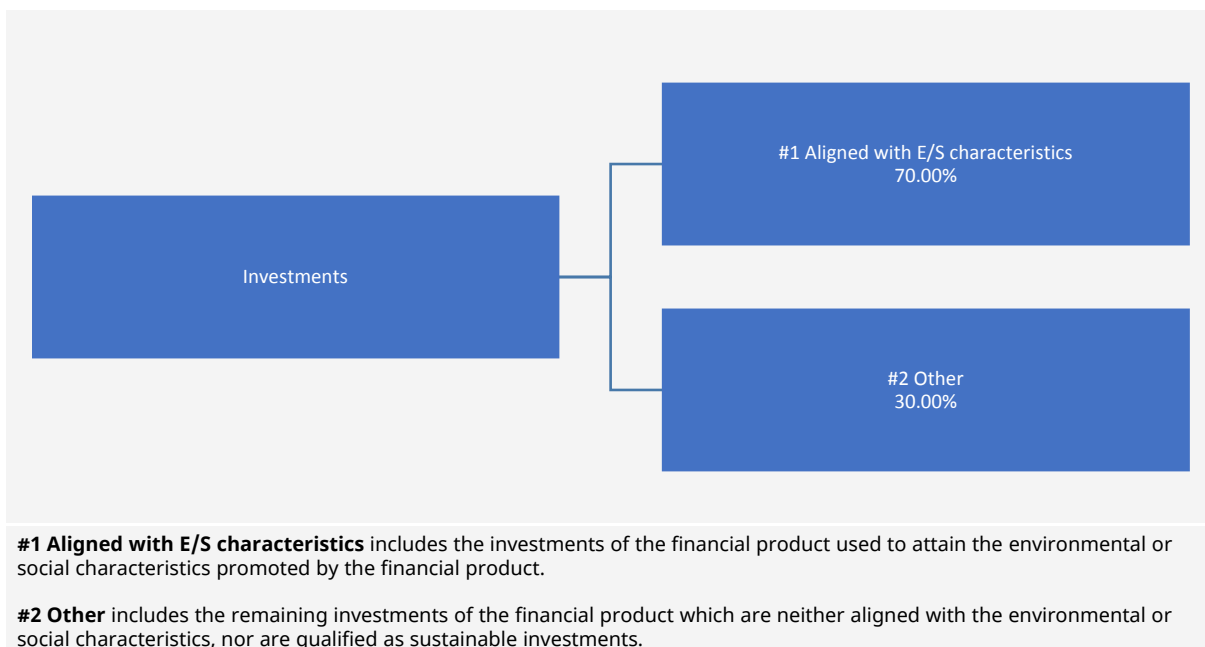 #1 Aligned with E/S characteristics
70.00%
Investments
#2 Other
30.00%
#1 Aligned with E/S characteristics includes the investments of the financial product used to attain the environmental or
social characteristics promoted by the financial product.
#2 Other includes the remaining investments of the financial product which are neither aligned with the environmental or
social characteristics, nor are qualified as sustainable investments.